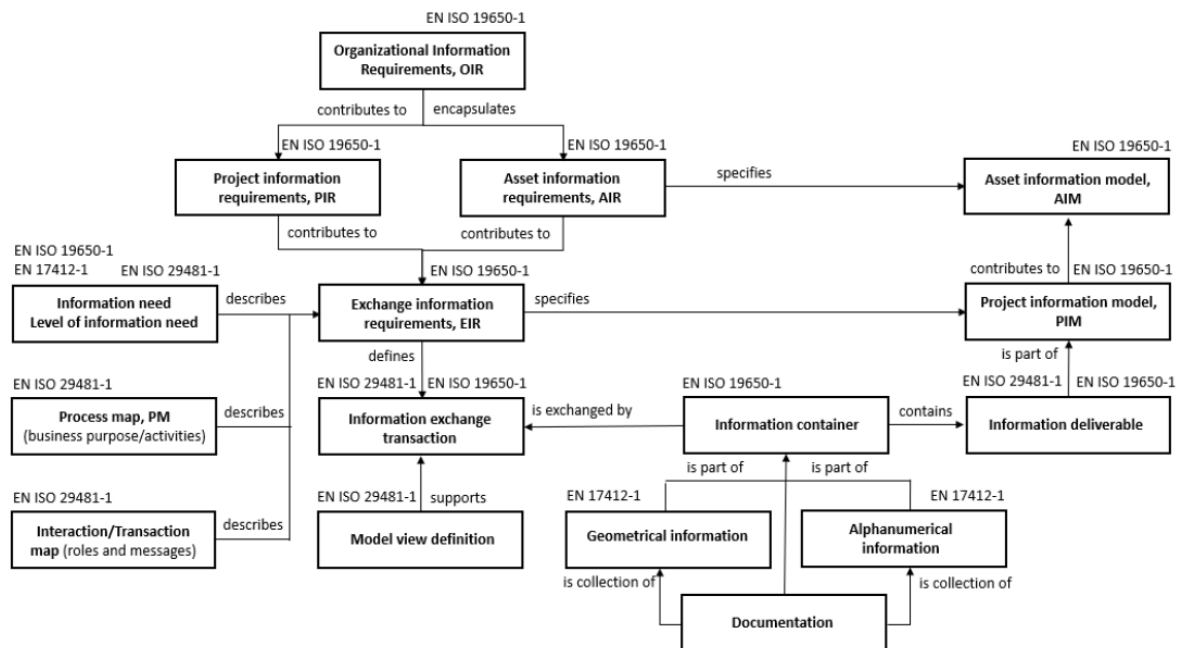 EN ISO 19650-1
Organizational Information
Requirements, OIR
contributes to
encapsulates
EN ISO 19650-1
EN ISO 19650-1
EN ISO 19650-1
Project information
requirements, PIR
Asset information
requirements, AIR
specifies
Asset information model,
AIM
contributes to
contributes to
EN ISO 19650-1
EN 17412-1
EN ISO 29481-1
EN ISO 19650-1
contributes to
EN ISO 19650-1
Information need
Level of information need
describes
Exchange information
requirements, EIR
specifies
Project information model,
PIM
defines
is part of
EN ISO 29481-1
EN ISO 29481-1
EN ISO 19650-1
EN ISO 19650-1
EN ISO 29481-1
EN ISO 19650-1
Process map, PM
(business purpose/activities)
describes
Information exchange
transaction
is exchanged by
Information container
contains
Information deliverable
is part of
is part of
EN ISO 29481-1
EN ISO 29481-1
supports
EN 17412-1
EN 17412-1
Interaction/Transaction
map (roles and messages)
describes
Model view definition
Geometrical information
Alphanumerical
information
is collection of
is collection of
Documentation